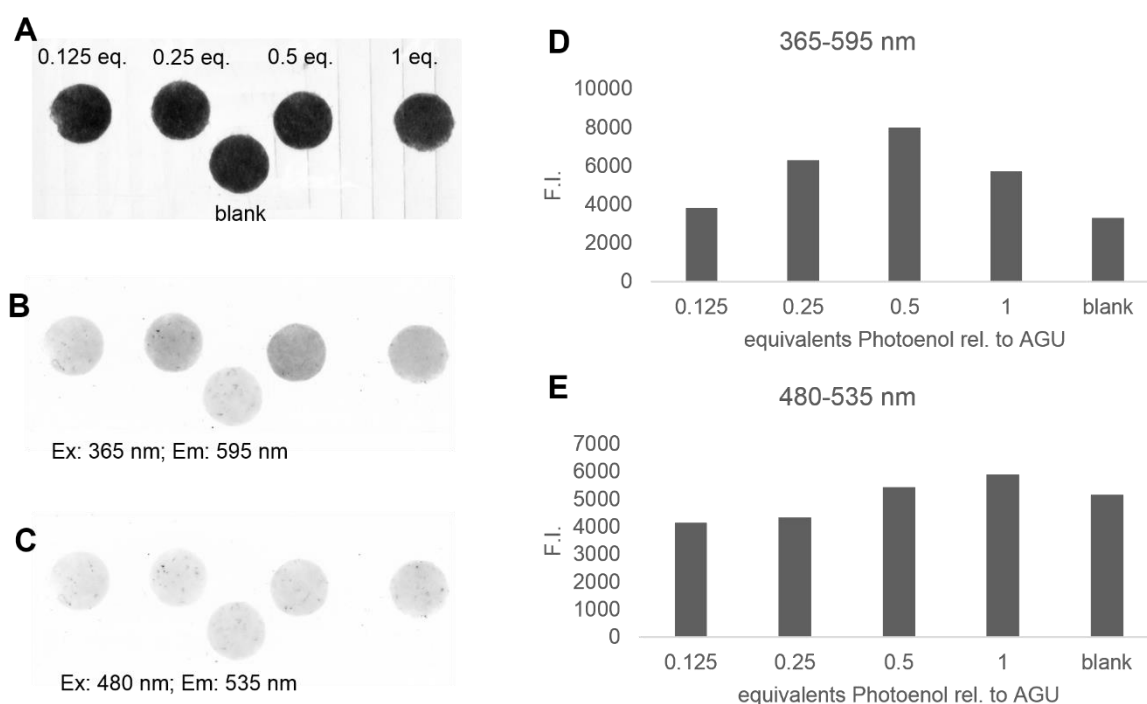 A
0.125 eq. 0.25 eq. 0.5 eq. 1 eq.
blank
B
Ex: 365 nm; Em: 595 nm
C
Ex: 480 nm; Em: 535 nm
D
365-595 nm
10000
8000
6000
4000
2000
0
F.I.
0.125 0.25 0.5 1 blank
equivalents Photoenol rel. to AGU
E
480-535 nm
7000
6000
5000
4000
3000
2000
1000
0
F.I.
0.125 0.25 0.5 1 blank
equivalents Photoenol rel. to AGU